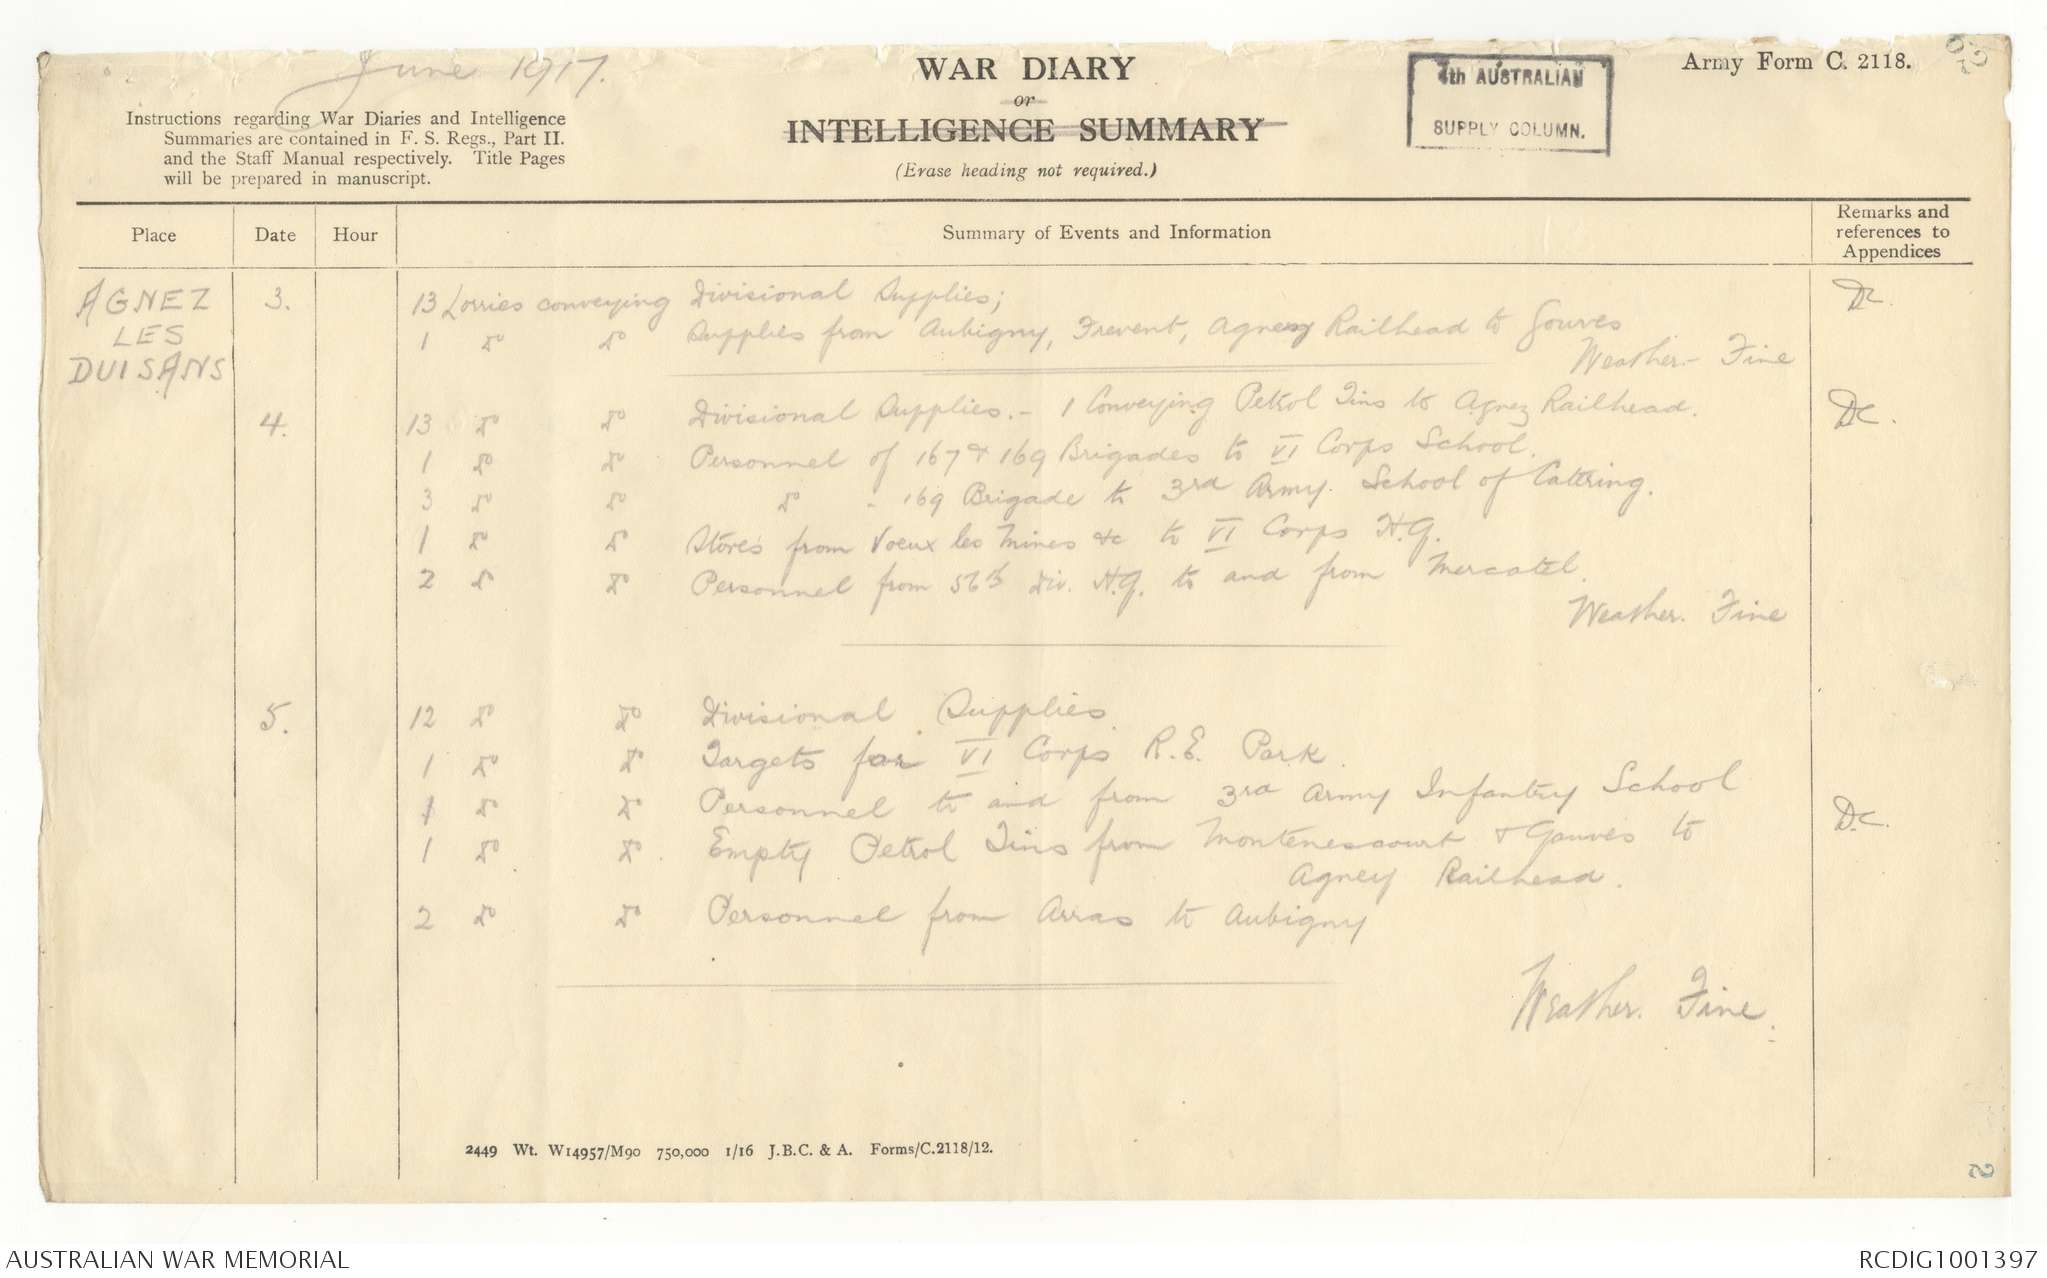 June 1917.
WAR DIARY
or
INTELLIGENCE SUMMARY
(Erase heading not required.)
4th AUSTRALIAN
SUPPLY COLUMN.
Army Form C. 2118.
Instructions regarding War Diaries and Intelligence
Summaries are contained in F. S. Regs., Part II.
and the Staff Manual respectively. Title Pages
will be prepared in manuscript.
Place Date Hour Summary of Events and Information Remarks and references to Appendices
AGNEZ
LES
DUISANS
3. 13 Lorries conveying Divisional Supplies; DC.
1 do do Supplies from Aubigny, Frevent, Agnez Railhead to Gouves
Weather - Fine
4. 13 do do Divisional Supplies. - 1 Conveying Petrol Tins to Agnez Railhead. DC.
1 do do Personnel of 167 & 169 Brigades to VI Corps School.
3 do do do - 169 Brigade to 3rd Army. School of Catering.
1 do do Stores from Voeux les Mines &c to VI Corps H.Q.
2 do do Personnel from 56th Div. H.Q. to and from Mercatel.
Weather. Fine
5. 12 do do Divisional Supplies
1 do do Targets for VI Corps R.E. Park.
1 do do Personnel to and from 3rd Army Infantry School
1 do do. Empty Petrol Tins from Montenescourt & Gouves to D.C.
Agney Railhead.
2 do do Personnel from Arras to Aubigny
Weather. Fine.
2449 Wt. W14957/M90 750,000 1/16 J.B.C. & A. Forms/C.2118/12.
2
AUSTRALIAN WAR MEMORIAL
RCDIG1001397